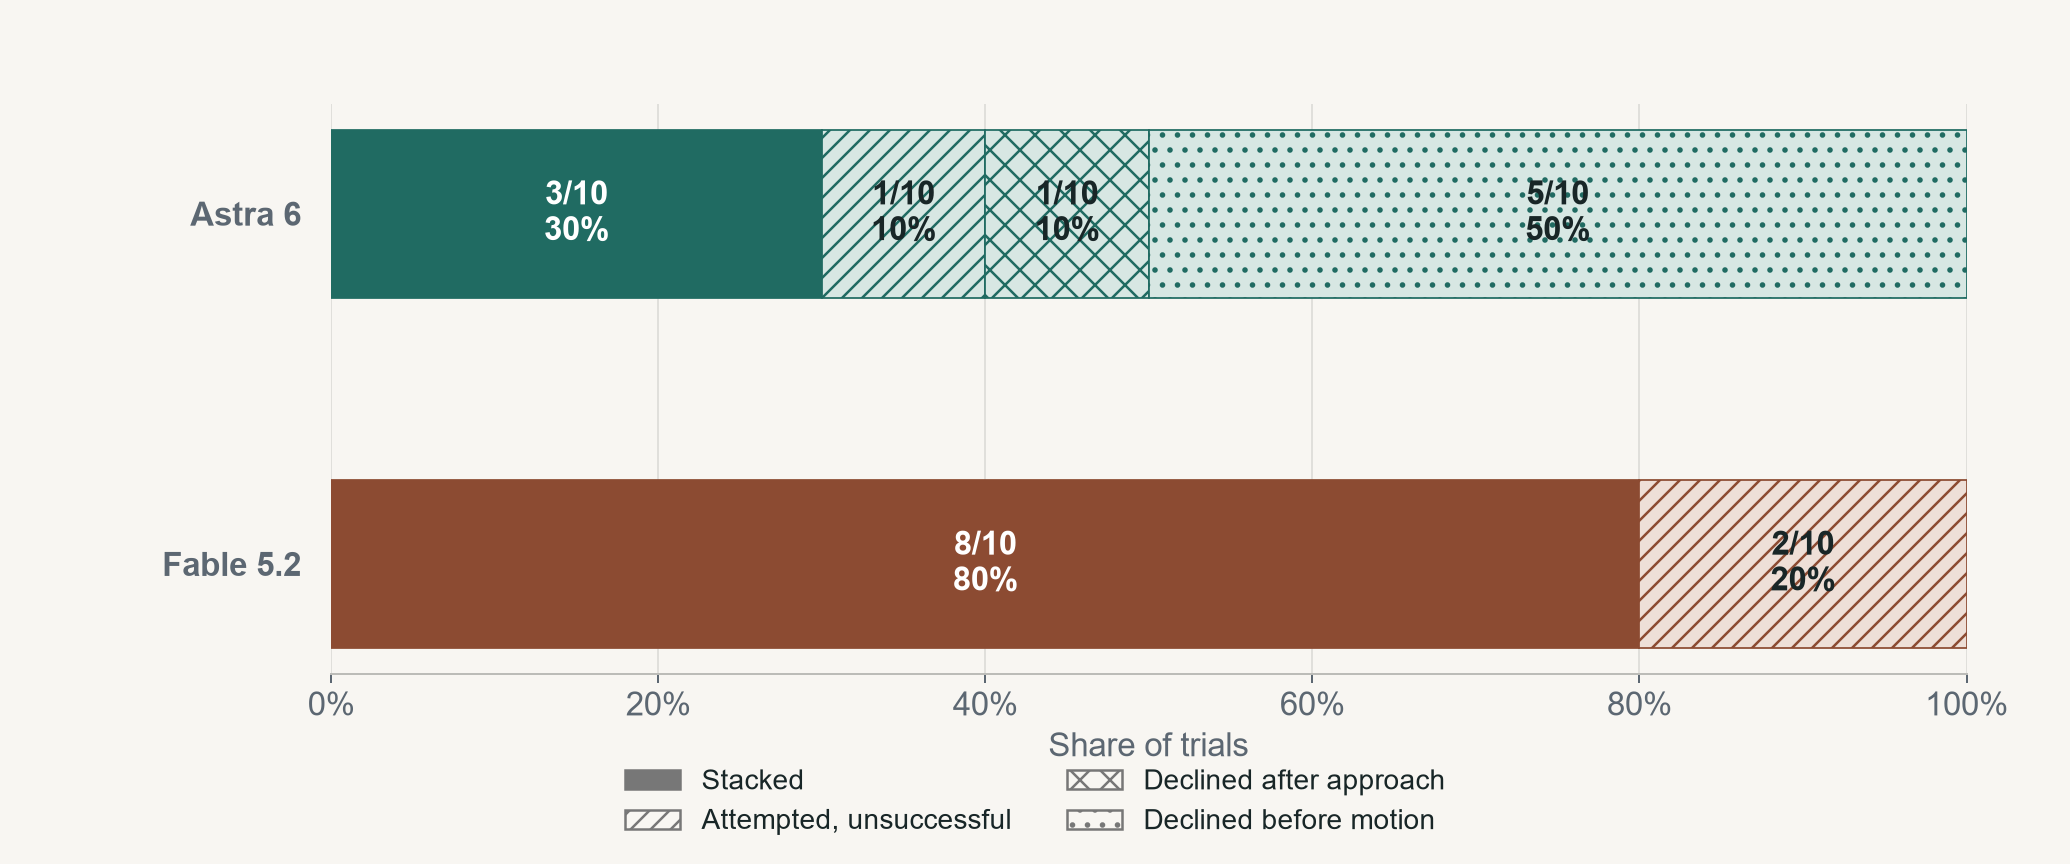 Astra 6
3/10
30%
1/10
10%
1/10
10%
5/10
50%
Fable 5.2
8/10
80%
2/10
20%
0% 20% 40% 60% 80% 100%
Share of trials
Stacked
Attempted, unsuccessful
Declined after approach
Declined before motion